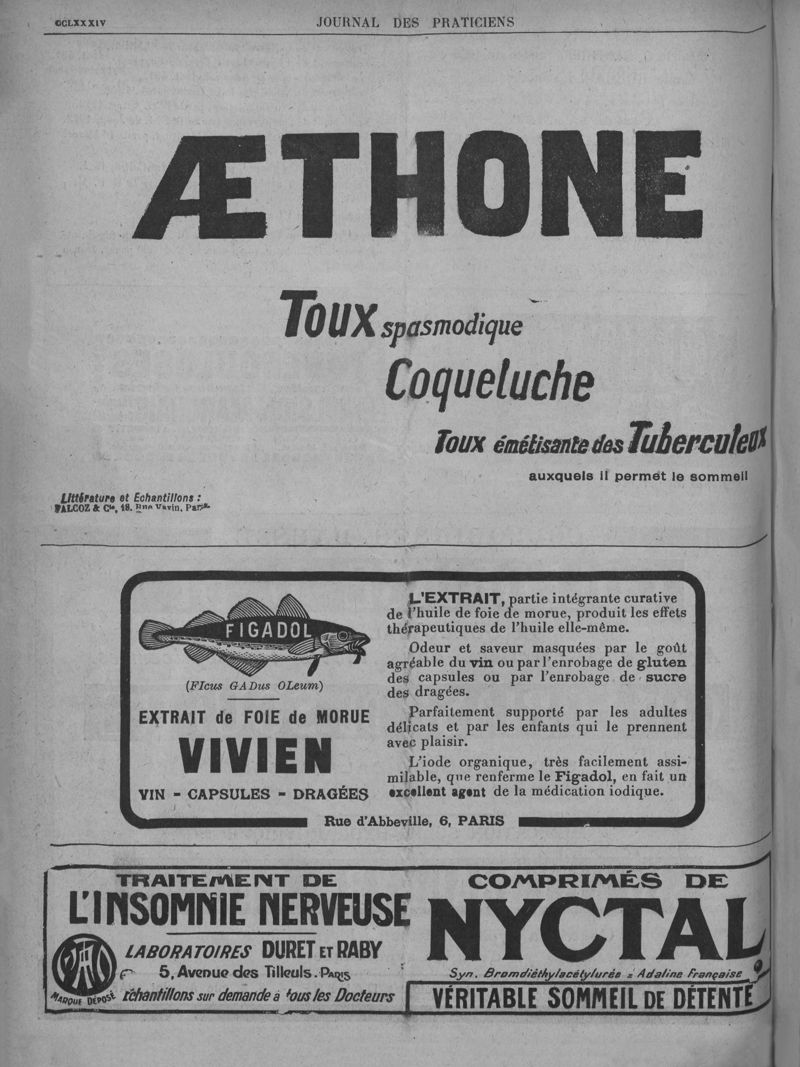 CCLXXXIV
JOURNAL DES PRATICIENS
ÆTHONE
Toux spasmodique
Coqueluche
Toux émétisante des Tuberculeux
auxquels il permet le sommeil
Littérature et Echantillons :
FALCOZ & Cie, 18, Rue Vavin, Paris
FIGADOL
(FIcus GADus OLeum)
EXTRAIT de FOIE de MORUE
VIVIEN
VIN - CAPSULES - DRAGÉES
L'EXTRAIT, partie intégrante curative
de l'huile de foie de morue, produit les effets
thérapeutiques de l'huile elle-même.
Odeur et saveur masquées par le goût
agréable du vin ou par l'enrobage de gluten
des capsules ou par l'enrobage de sucre
des dragées.
Parfaitement supporté par les adultes
délicats et par les enfants qui le prennent
avec plaisir.
L'iode organique, très facilement assi-
milable, que renferme le Figadol, en fait un
excellent agent de la médication iodique.
Rue d'Abbeville, 6, PARIS
TRAITEMENT DE
L'INSOMNIE NERVEUSE
LABORATOIRES DURET ET RABY
5, Avenue des Tilleuls. PARIS
MARQUE DÉPOSÉ
Échantillons sur demande à tous les Docteurs
COMPRIMÉS DE
NYCTAL
Syn. Bromdiéthylacétylurée = Adaline Française
VÉRITABLE SOMMEIL DE DÉTENTE